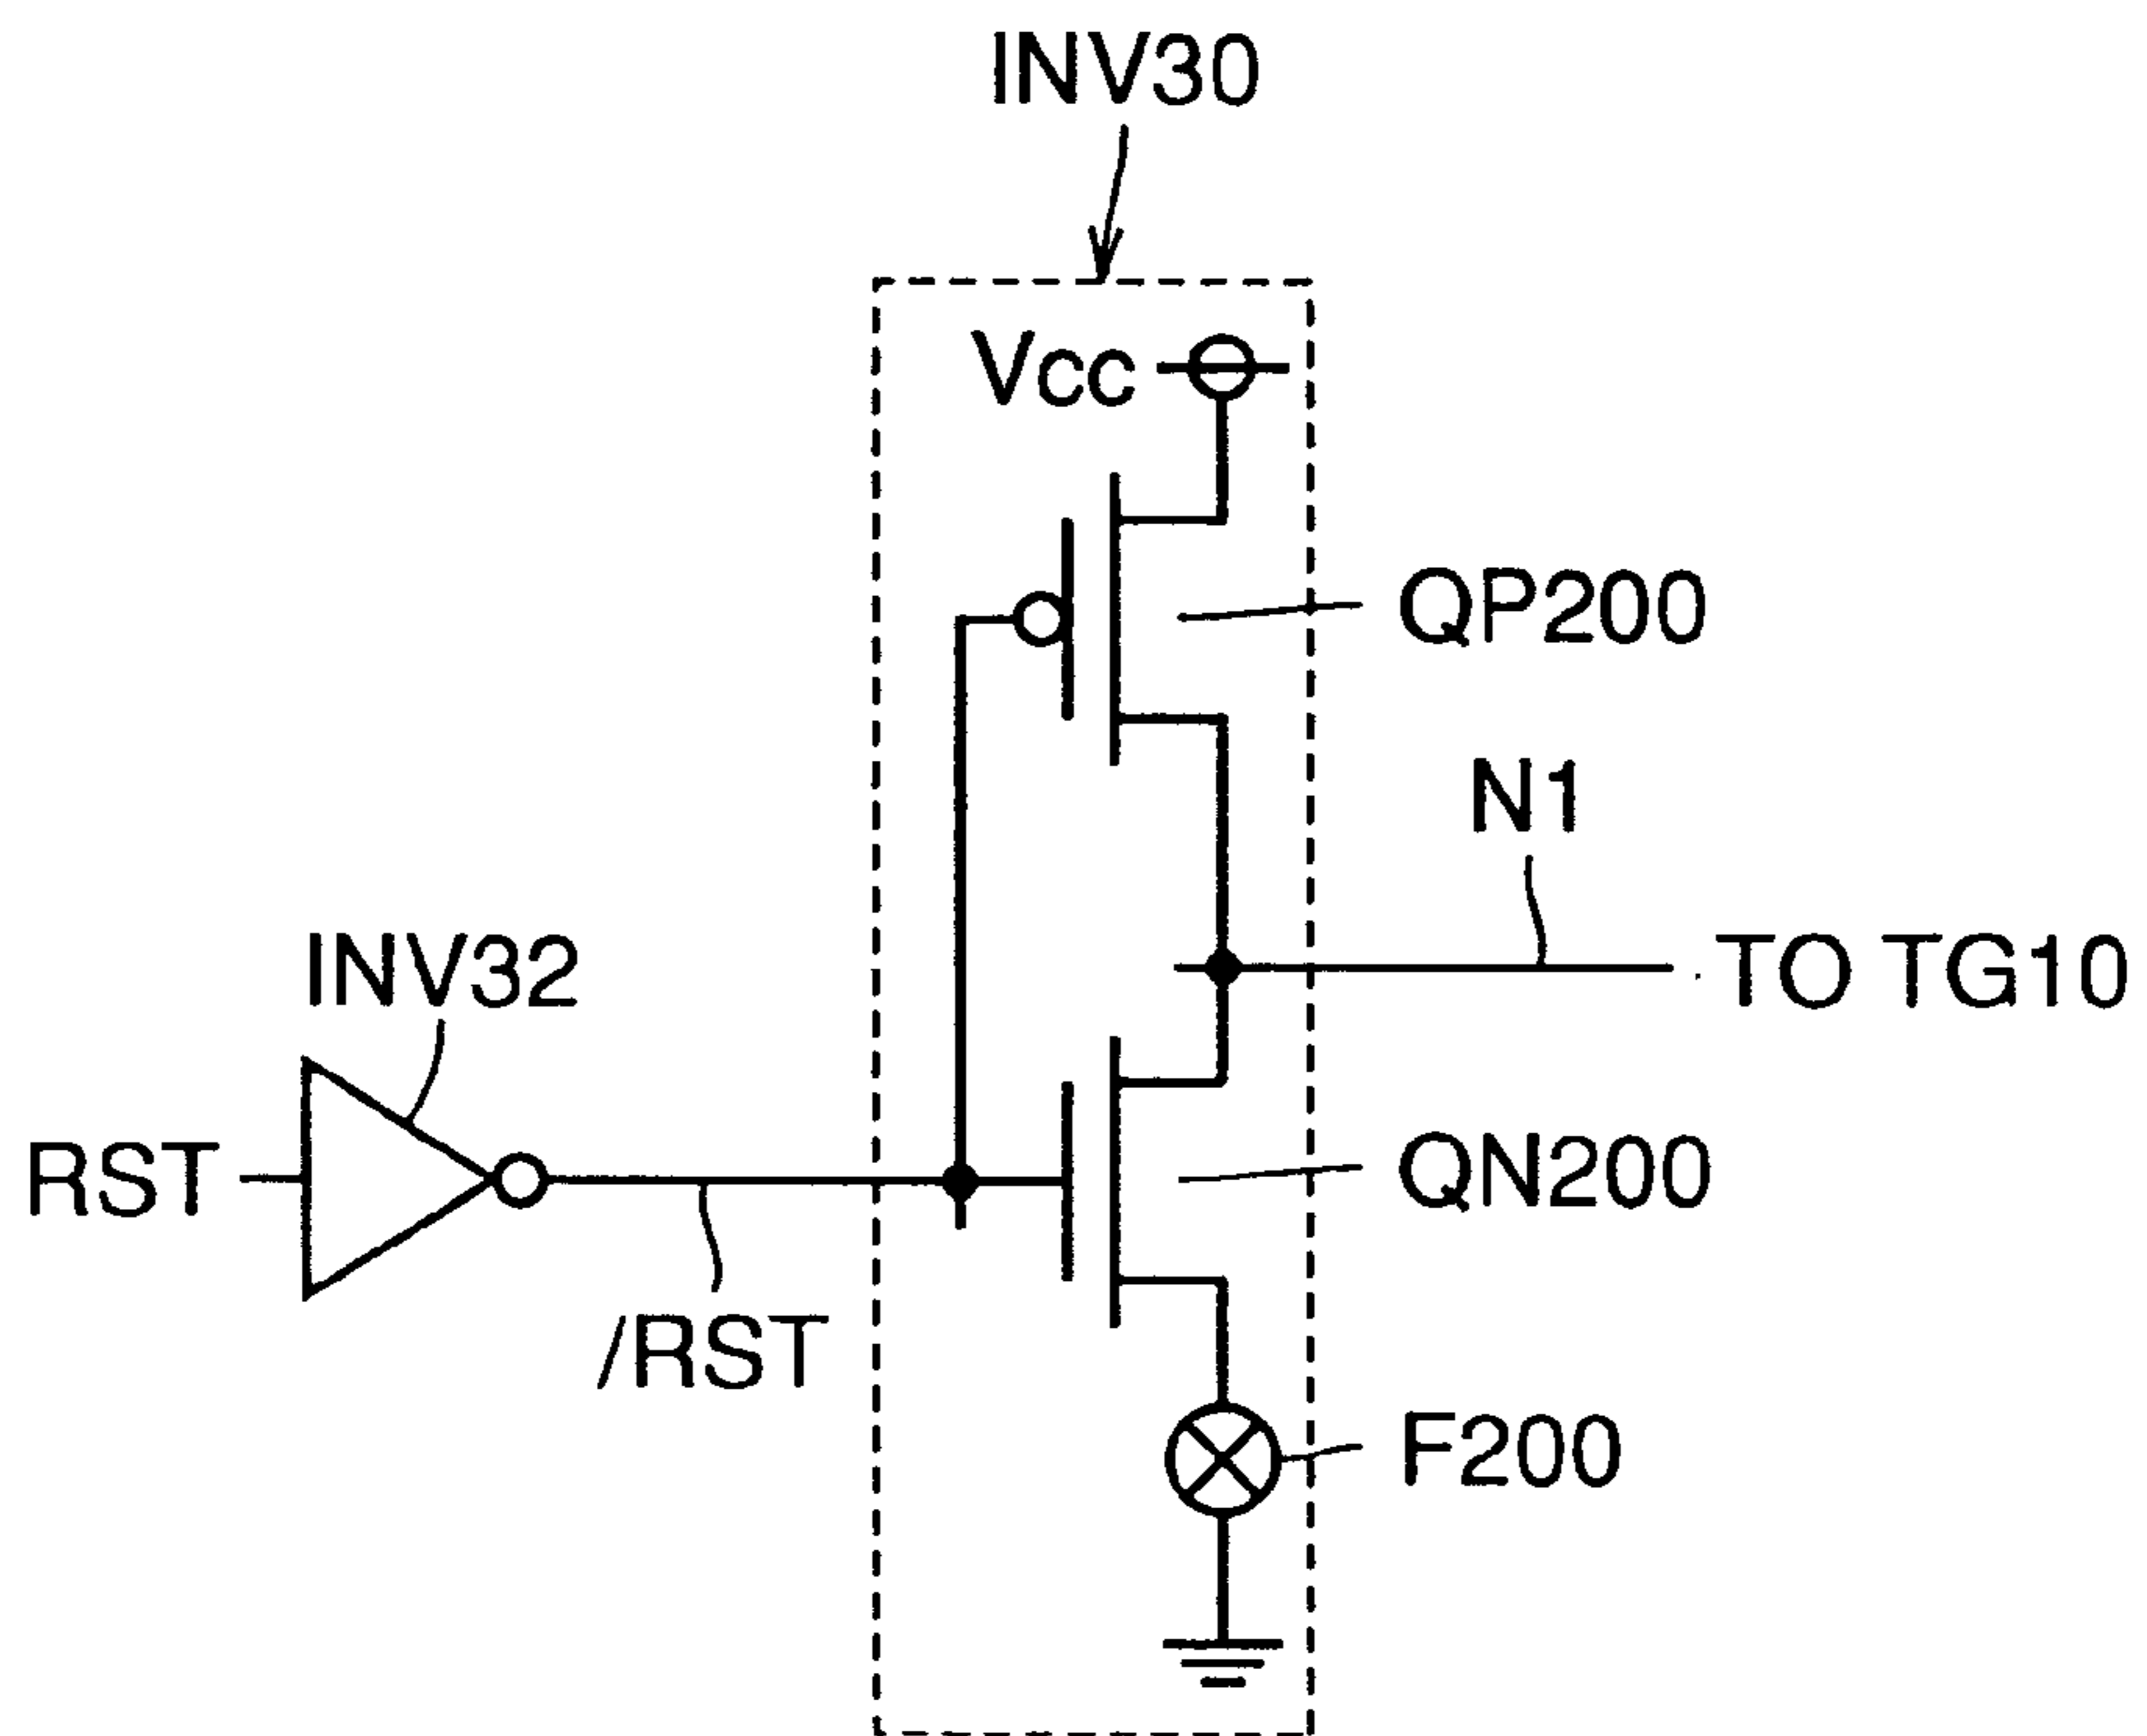 INV30
Vcc
QP200
N1
INV32
TO TG10
RST
QN200
/RST
F200